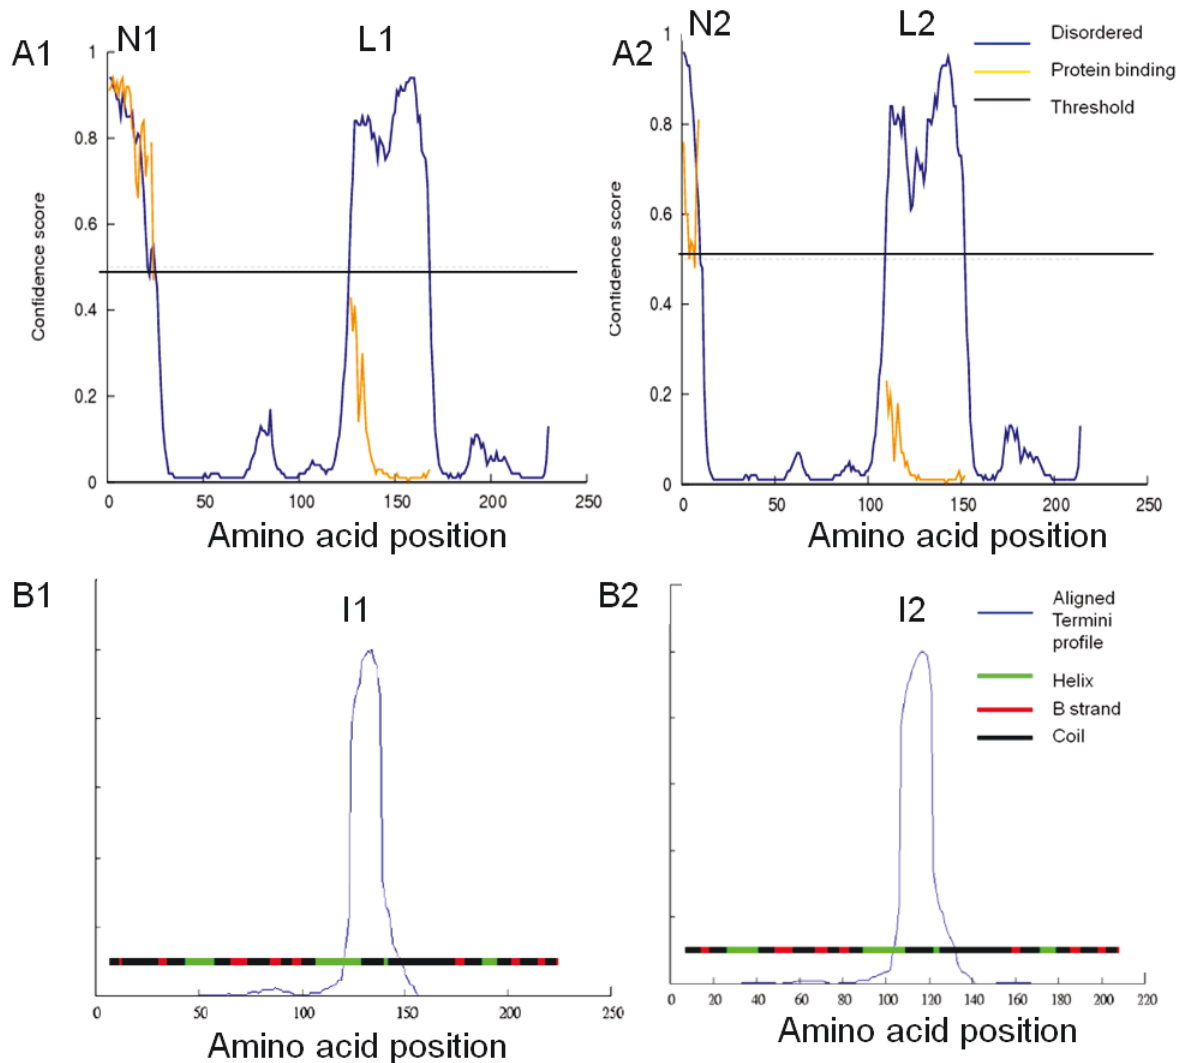 A1
N1
L1
Confidence score
1
0.8
0.6
0.4
0.2
0
0
50
100
150
200
250
Amino acid position
A2
N2
L2
Disordered
Protein binding
Threshold
Confidence score
1
0.8
0.6
0.4
0.2
0
0
50
100
150
200
250
Amino acid position
B1
I1
0
50
100
150
200
250
Amino acid position
B2
I2
Aligned
Termini
profile
Helix
B strand
Coil
0
20
40
60
80
100
120
140
160
180
200
220
Amino acid position